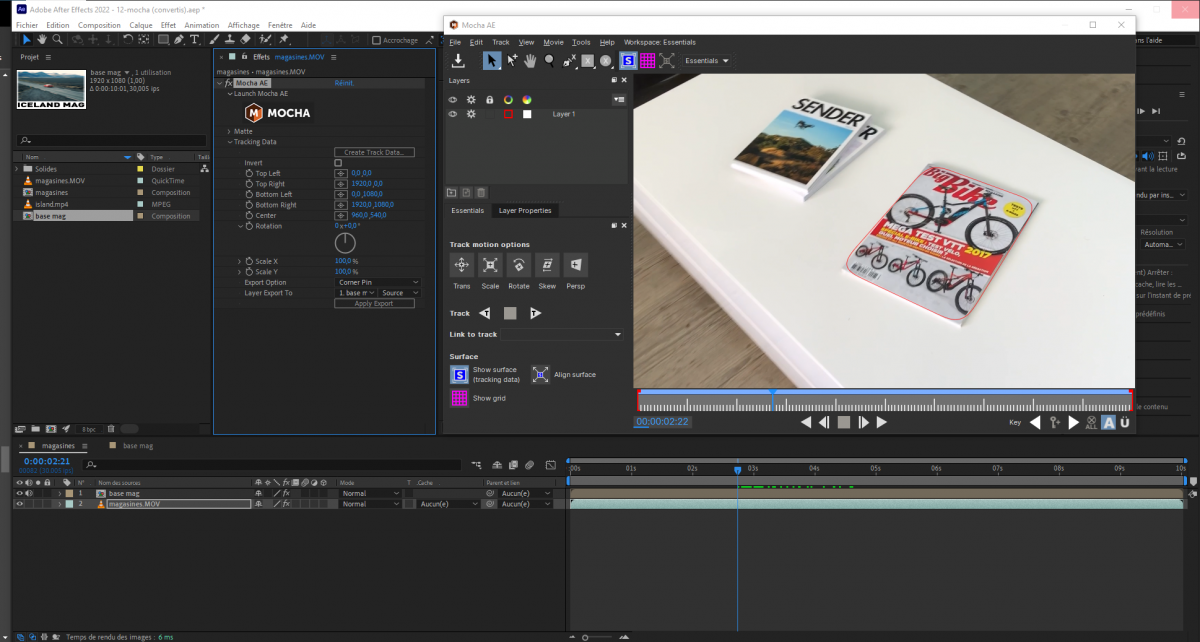 Adobe After Effects 2022 - 12-mocha (convertis).aep *
Fichier Edition Composition Calque Effet Animation Affichage Fenêtre Aide
Accrochage
Projet
base mag , 1 utilisation
1920 x 1080 (1,00)
Δ 0:00:10:01, 30,005 ips
ICELAND MAG
Nom Type Taill
Solides Dossier
magasines.MOV QuickTime
magasines Composition
Island.mp4 MPEG
base mag Composition
8 bpc
Effets magasines.MOV
magasines • magasines.MOV
fx Mocha AE Réinit
Launch Mocha AE
M MOCHA
Matte
Tracking Data
Create Track Data...
Invert
Top Left 0,0 ,0,0
Top Right 1920,0 ,0,0
Bottom Left 0,0 ,1080,0
Bottom Right 1920,0 ,1080,0
Center 960,0 ,540,0
Rotation 0 x +0,0 °
Scale X 100,0 %
Scale Y 100,0 %
Export Option Corner Pin
Layer Export To 1. base m Source
Apply Export
Mocha AE
File Edit Track View Movie Tools Help Workspace: Essentials
S Essentials
Layers
Layer 1
Essentials Layer Properties
Track motion options
Trans Scale Rotate Skew Persp
Track T T
Link to track
Surface
S Show surface
(tracking data)
Align surface
Show grid
SENDER
R
BigBike
MEGA TEST VTT
2017
00:00:02:22
Key ALL A Ü
ns l'aide
rant la lecture
ndu par ins...
Résolution
Automa...
nt) Arrêter :
cache, lire les ...
sur l'instant de pré
prédéfinis
le contenu
magasines base mag
0:00:02:21
00081 (30.005 ips)
N° Nom des sources fx Mode T .Cache Parent et lien
1 base mag fx Normal Aucun(e)
2 magasines.MOV fx Normal Aucun(e) Aucun(e)
:00s 01s 02s 03s 04s 05s 06s 07s 08s 09s 10s
Temps de rendu des images : 6 ms